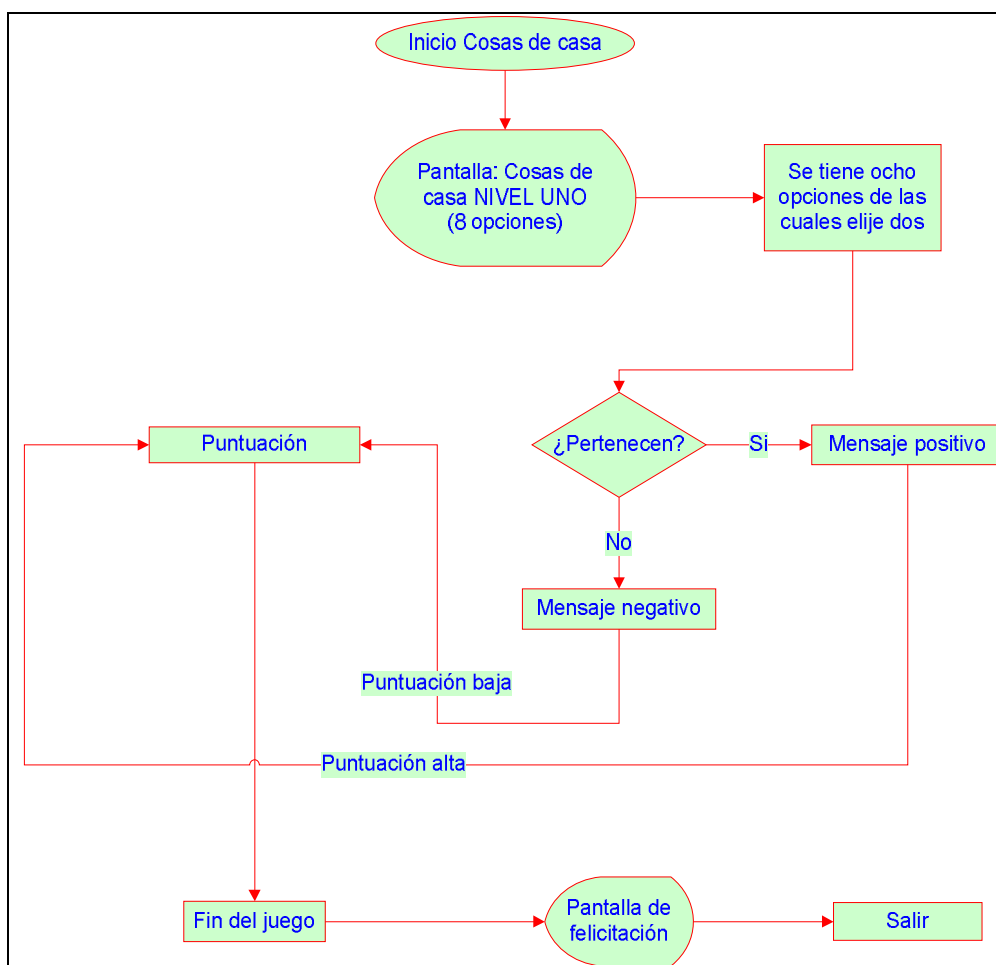 Inicio Cosas de casa
Pantalla: Cosas de
casa NIVEL UNO
(8 opciones)
Se tiene ocho
opciones de las
cuales elije dos
¿Pertenecen?
Si
Mensaje positivo
Puntuación
No
Mensaje negativo
Puntuación baja
Puntuación alta
Fin del juego
Pantalla de
felicitación
Salir